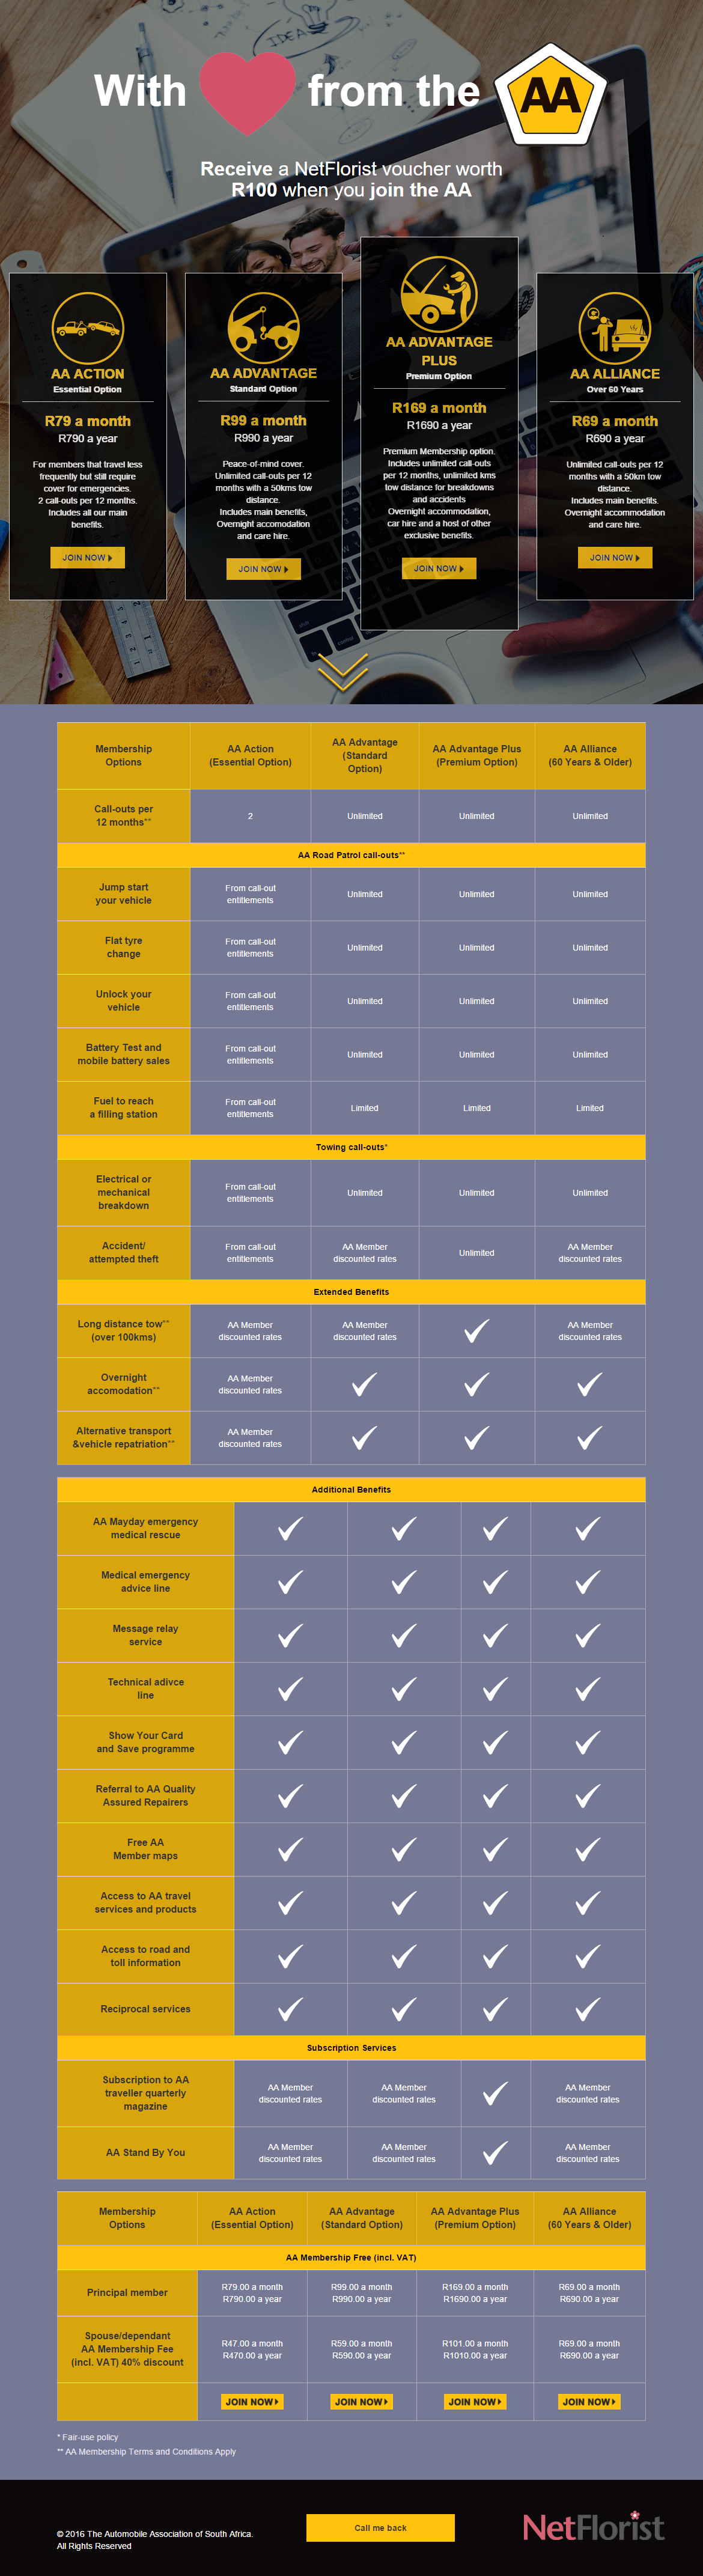 With from the AA
Receive a NetFlorist voucher worth
R100 when you join the AA
AA ACTION
Essential Option
R79 a month
R790 a year
For members that travel less
frequently but still require
cover for emergencies.
2 call-outs per 12 months.
Includes all our main
benefits.
JOIN NOW
AA ADVANTAGE
Standard Option
R99 a month
R990 a year
Peace-of-mind cover.
Unlimited call-outs per 12
months with a 50kms tow
distance.
Includes main benefits,
Overnight accomodation
and care hire.
JOIN NOW
AA ADVANTAGE
PLUS
Premium Option
R169 a month
R1690 a year
Premium Membership option.
Includes unlimited call-outs
per 12 months, unlimited kms
tow distance for breakdowns
and accidents
Overnight accommodation,
car hire and a host of other
exclusive benefits.
JOIN NOW
AA ALLIANCE
Over 60 Years
R69 a month
R690 a year
Unlimited call-outs per 12
months with a 50km tow
distance.
Includes main benefits.
Overnight accommodation
and care hire.
JOIN NOW
Membership
Options
AA Action
(Essential Option)
AA Advantage
(Standard
Option)
AA Advantage Plus
(Premium Option)
AA Alliance
(60 Years & Older)
Call-outs per
12 months**
2
Unlimited
Unlimited
Unlimited
AA Road Patrol call-outs**
Jump start
your vehicle
From call-out
entitlements
Unlimited
Unlimited
Unlimited
Flat tyre
change
From call-out
entitlements
Unlimited
Unlimited
Unlimited
Unlock your
vehicle
From call-out
entitlements
Unlimited
Unlimited
Unlimited
Battery Test and
mobile battery sales
From call-out
entitlements
Unlimited
Unlimited
Unlimited
Fuel to reach
a filling station
From call-out
entitlements
Limited
Limited
Limited
Towing call-outs*
Electrical or
mechanical
breakdown
From call-out
entitlements
Unlimited
Unlimited
Unlimited
Accident/
attempted theft
From call-out
entitlements
AA Member
discounted rates
Unlimited
AA Member
discounted rates
Extended Benefits
Long distance tow**
(over 100kms)
AA Member
discounted rates
AA Member
discounted rates
AA Member
discounted rates
Overnight
accomodation**
AA Member
discounted rates
Alternative transport
&vehicle repatriation**
AA Member
discounted rates
Additional Benefits
AA Mayday emergency
medical rescue
Medical emergency
advice line
Message relay
service
Technical adivce
line
Show Your Card
and Save programme
Referral to AA Quality
Assured Repairers
Free AA
Member maps
Access to AA travel
services and products
Access to road and
toll information
Reciprocal services
Subscription Services
Subscription to AA
traveller quarterly
magazine
AA Member
discounted rates
AA Member
discounted rates
AA Member
discounted rates
AA Stand By You
AA Member
discounted rates
AA Member
discounted rates
AA Member
discounted rates
Membership
Options
AA Action
(Essential Option)
AA Advantage
(Standard Option)
AA Advantage Plus
(Premium Option)
AA Alliance
(60 Years & Older)
AA Membership Free (incl. VAT)
Principal member
R79.00 a month
R790.00 a year
R99.00 a month
R990.00 a year
R169.00 a month
R1690.00 a year
R69.00 a month
R690.00 a year
Spouse/dependant
AA Membership Fee
(incl. VAT) 40% discount
R47.00 a month
R470.00 a year
R59.00 a month
R590.00 a year
R101.00 a month
R1010.00 a year
R69.00 a month
R690.00 a year
JOIN NOW
JOIN NOW
JOIN NOW
JOIN NOW
* Fair-use policy
** AA Membership Terms and Conditions Apply
© 2016 The Automobile Association of South Africa.
All Rights Reserved
Call me back
NetFlorist